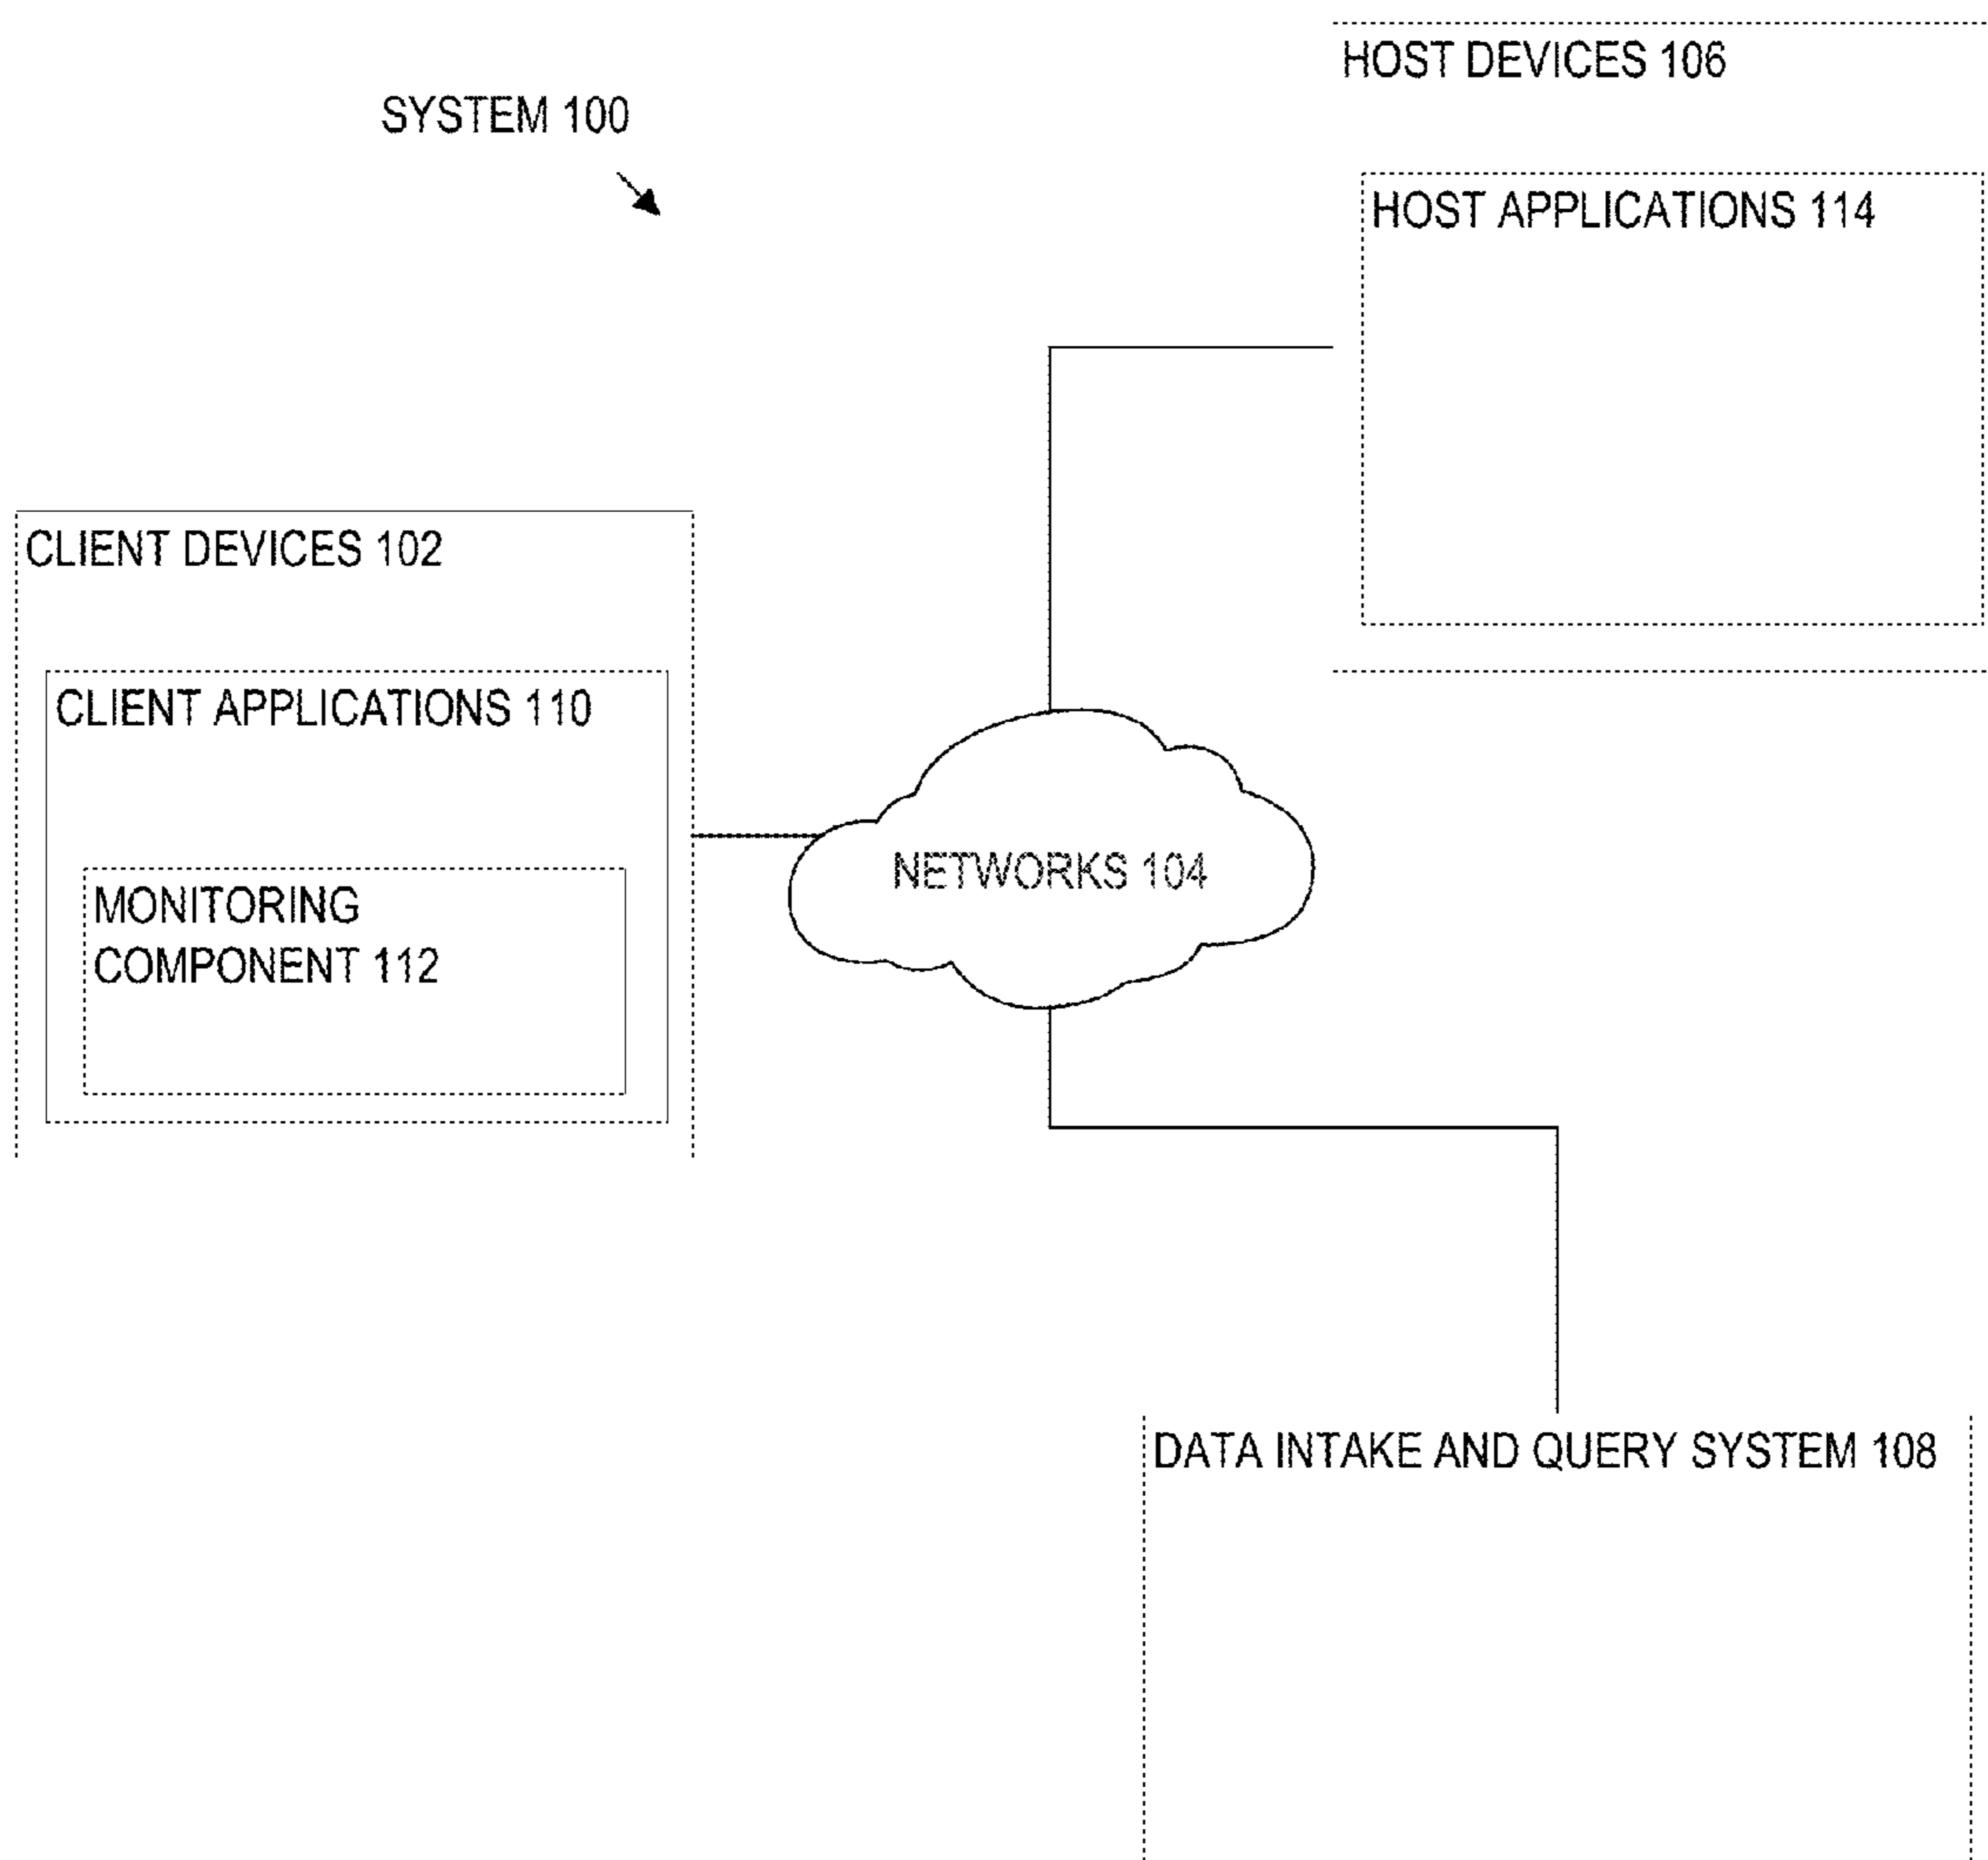 SYSTEM 100
HOST DEVICES 106
HOST APPLICATIONS 114
CLIENT DEVICES 102
CLIENT APPLICATIONS 110
MONITORING
COMPONENT 112
NETWORKS 104
DATA INTAKE AND QUERY SYSTEM 108